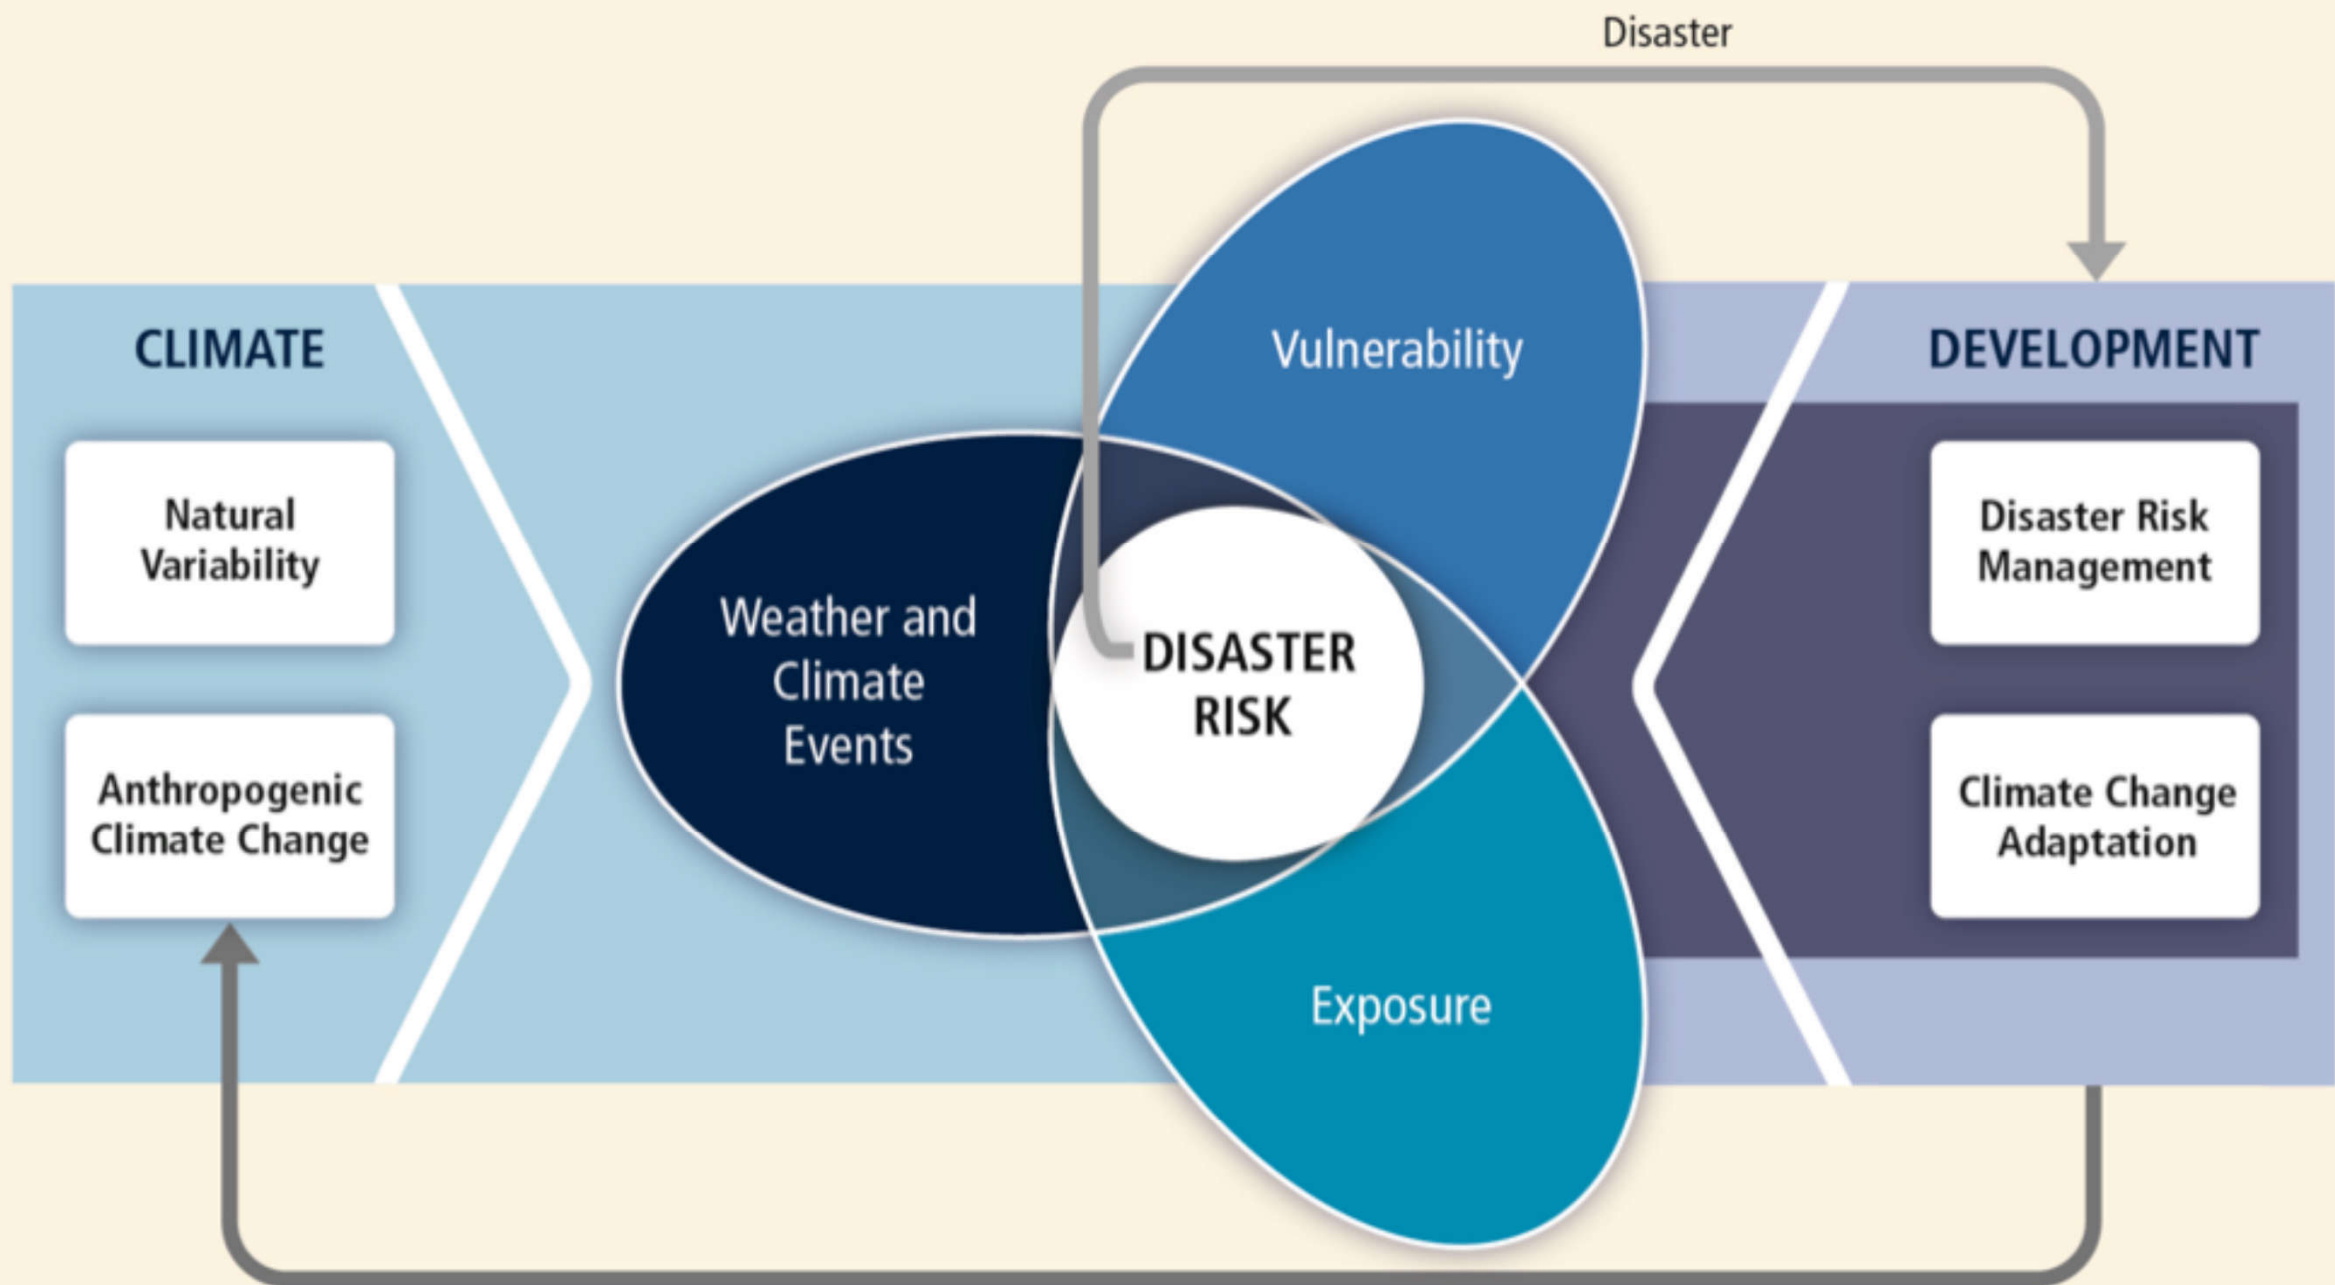 Disaster
CLIMATE
Natural
Variability
Anthropogenic
Climate Change
Vulnerability
Weather and
Climate
Events
DISASTER
RISK
Exposure
DEVELOPMENT
Disaster Risk
Management
Climate Change
Adaptation